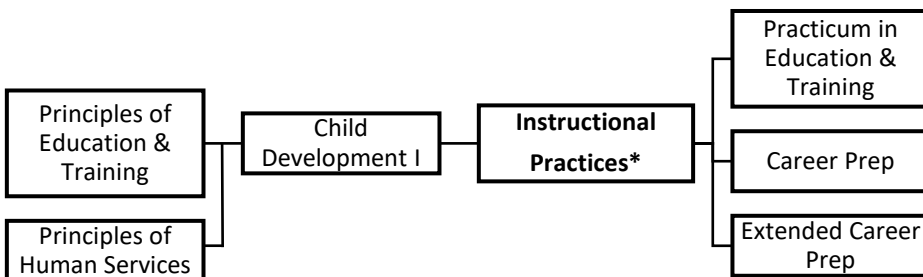 Principles of
Education &
Training
Principles of
Human Services
Child
Development I
Instructional
Practices*
Practicum in
Education &
Training
Career Prep
Extended Career
Prep